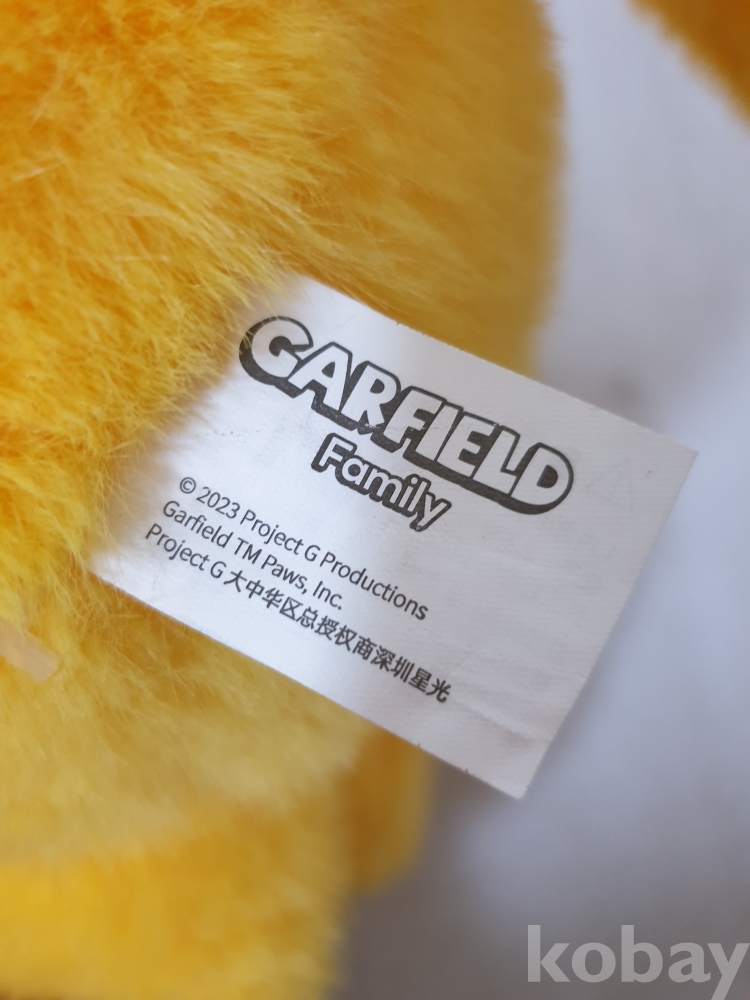 GARFIELD
Family
© 2023 Project G Productions
Garfield TM Paws, Inc.
Project G 大中华区总授权商深圳星光
kobay